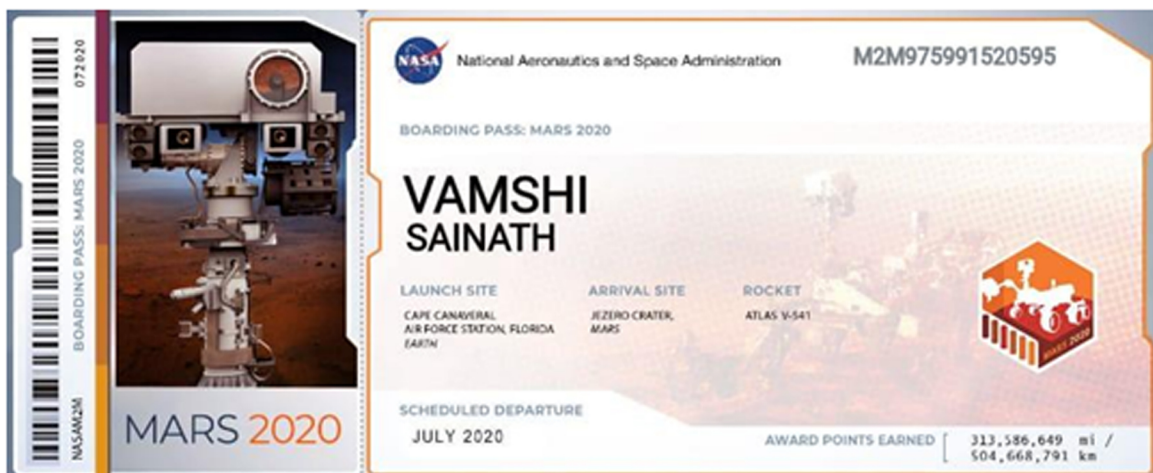 072020
BOARDING PASS: MARS 2020
NASAM2M
MARS 2020
NASA
National Aeronautics and Space Administration
M2M975991520595
BOARDING PASS: MARS 2020
VAMSHI
SAINATH
LAUNCH SITE
CAPE CANAVERAL
AIR FORCE STATION, FLORIDA
EARTH
ARRIVAL SITE
JEZERO CRATER,
MARS
ROCKET
ATLAS V-541
MARS 2020
SCHEDULED DEPARTURE
JULY 2020
AWARD POINTS EARNED
313,586,649 mi /
504,668,791 km